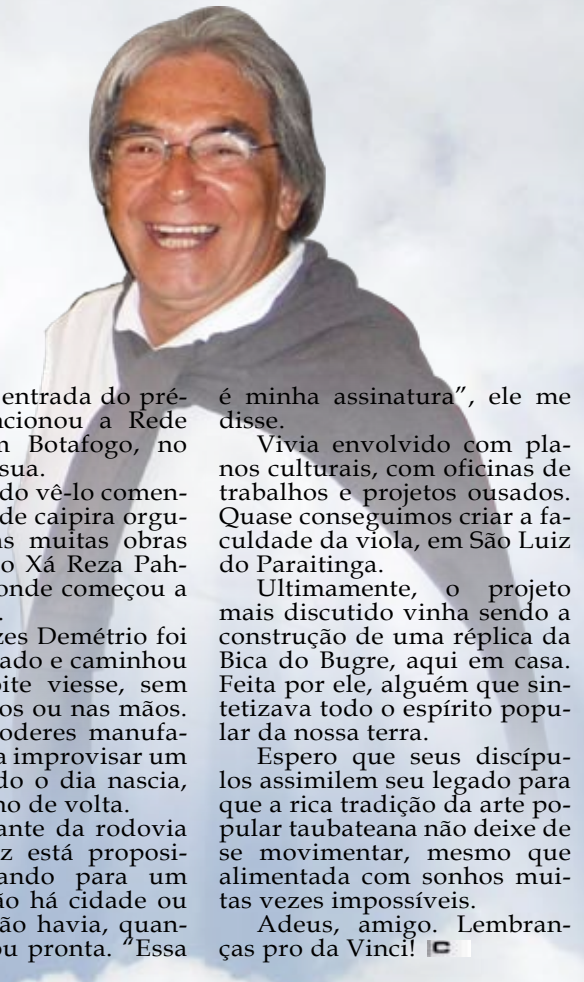 entrada do pré-
ncionou a Rede
m Botafogo, no
sua.
do vê-lo comen-
de caipira orgu-
as muitas obras
o Xá Reza Pah-
onde começou a
.
zes Demétrio foi
ado e caminhou
oite viesse, sem
os ou nas mãos.
oderes manufa-
a improvisar um
do o dia nascia,
ho de volta.
ante da rodovia
z está proposi-
ando para um
ão há cidade ou
ão havia, quan-
ou pronta. "Essa
é minha assinatura", ele me
disse.
Vivia envolvido com pla-
nos culturais, com oficinas de
trabalhos e projetos ousados.
Quase conseguimos criar a fa-
culdade da viola, em São Luiz
do Paraitinga.
Ultimamente, o projeto
mais discutido vinha sendo a
construção de uma réplica da
Bica do Bugre, aqui em casa.
Feita por ele, alguém que sin-
tetizava todo o espírito popu-
lar da nossa terra.
Espero que seus discípu-
los assimilem seu legado para
que a rica tradição da arte po-
pular taubateana não deixe de
se movimentar, mesmo que
alimentada com sonhos mui-
tas vezes impossíveis.
Adeus, amigo. Lembran-
ças pro da Vinci! C